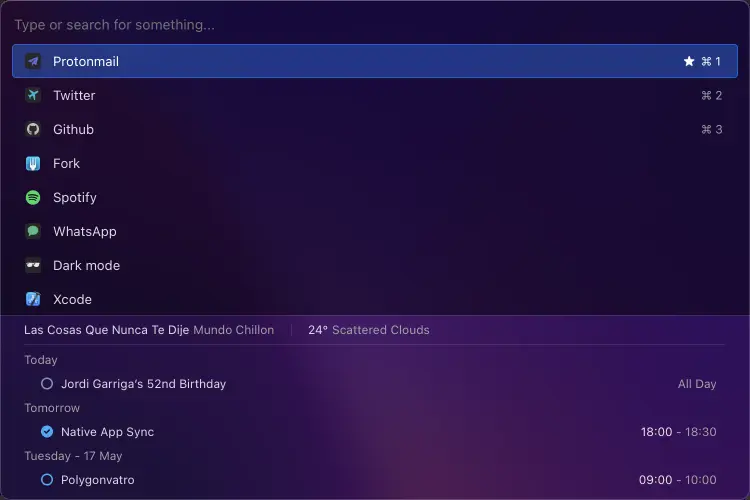 Type or search for something...
Protonmail ★ ⌘ 1
Twitter ⌘ 2
Github ⌘ 3
Fork
Spotify
WhatsApp
Dark mode
Xcode
Las Cosas Que Nunca Te Dije Mundo Chillon 24° Scattered Clouds
Today
Jordi Garriga's 52nd Birthday All Day
Tomorrow
Native App Sync 18:00 - 18:30
Tuesday - 17 May
Polygonvatro 09:00 - 10:00